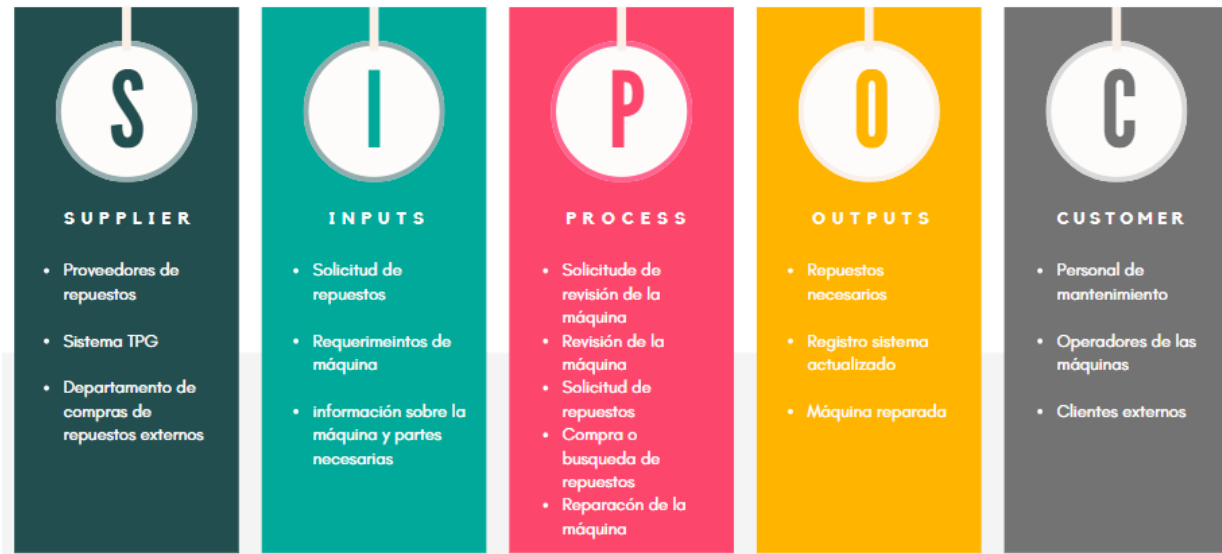 S
SUPPLIER
• Proveedores de
repuestos
• Sistema TPG
• Departamento de
compras de
repuestos externos
I
INPUTS
• Solicitud de
repuestos
• Requerimeintos de
máquina
• información sobre la
máquina y partes
necesarias
P
PROCESS
• Solicitude de
revisión de la
máquina
• Revisión de la
máquina
• Solicitud de
repuestos
• Compra o
busqueda de
repuestos
• Reparacón de la
máquina
O
OUTPUTS
• Repuestos
necesarios
• Registro sistema
actualizado
• Máquina reparada
C
CUSTOMER
• Personal de
mantenimiento
• Operadores de las
máquinas
• Clientes externos